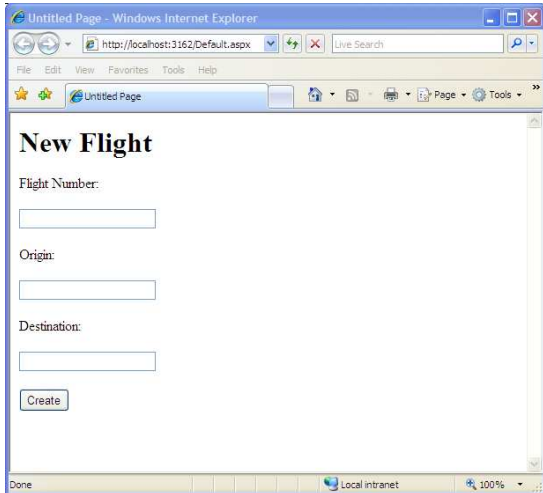 Untitled Page - Windows Internet Explorer
http://localhost:3162/Default.aspx
Live Search
File Edit View Favorites Tools Help
Untitled Page
Page
Tools
»
New Flight
Flight Number:
Origin:
Destination:
Create
Done
Local intranet
100%